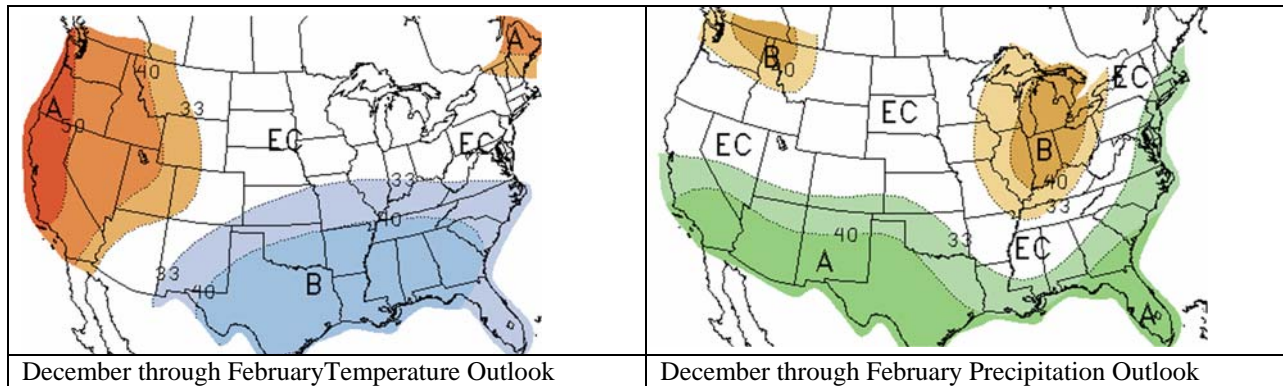 A
A
40
50
33
EC
EC
33
40
33
40
B
December through FebruaryTemperature Outlook
B
40
EC
EC
EC
B
40
33
40
33
EC
A
A
December through February Precipitation Outlook